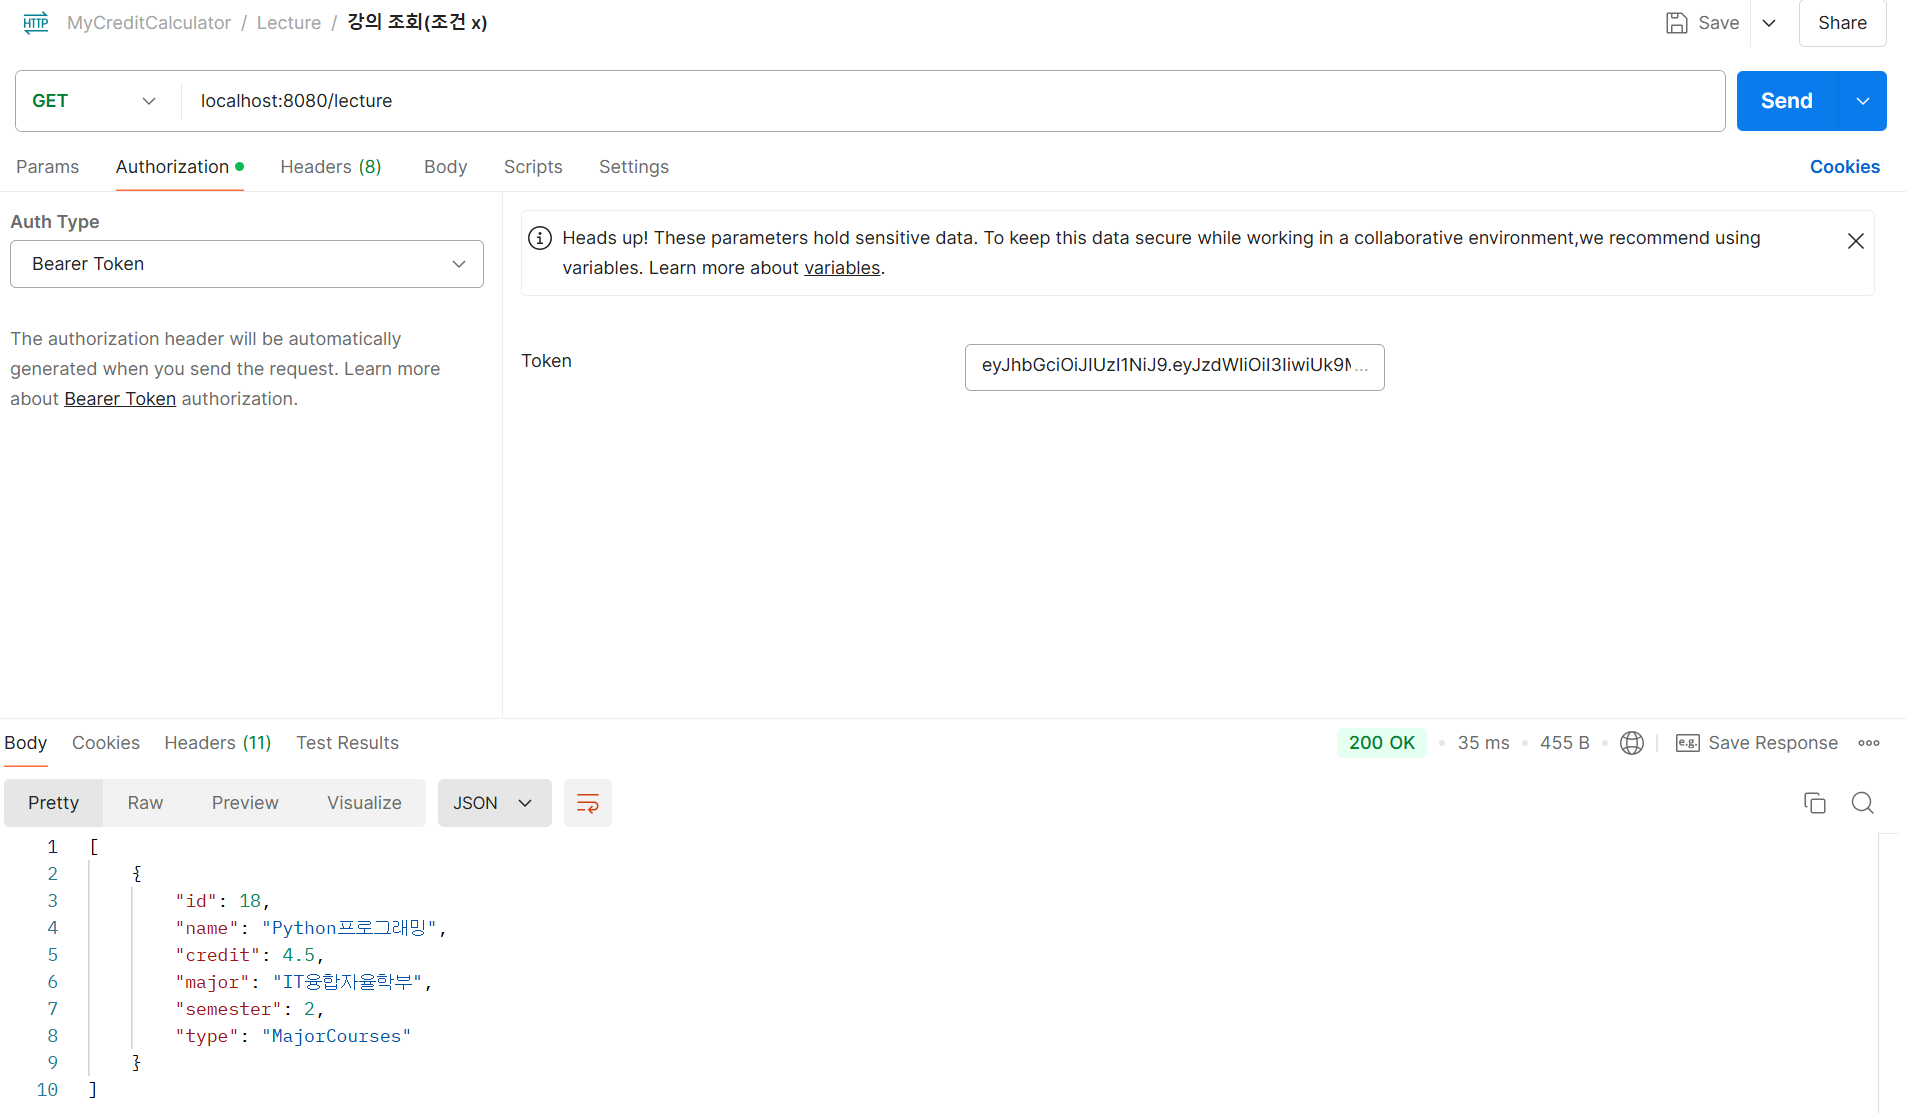 HTTP MyCreditCalculator / Lecture / 강의 조회(조건 x) Save Share
GET localhost:8080/lecture Send
Params Authorization Headers (8) Body Scripts Settings Cookies
Auth Type
Bearer Token
The authorization header will be automatically
generated when you send the request. Learn more
about Bearer Token authorization.
Heads up! These parameters hold sensitive data. To keep this data secure while working in a collaborative environment,we recommend using
variables. Learn more about variables.
Token
eyJhbGciOiJIUzI1NiJ9.eyJzdWIiOiI3IiwiUk9N...
Body Cookies Headers (11) Test Results 200 OK • 35 ms • 455 B • e.g. Save Response
Pretty Raw Preview Visualize JSON
1 [
2 {
3 "id": 18,
4 "name": "Python프로그래밍",
5 "credit": 4.5,
6 "major": "IT융합자율학부",
7 "semester": 2,
8 "type": "MajorCourses"
9 }
10 ]